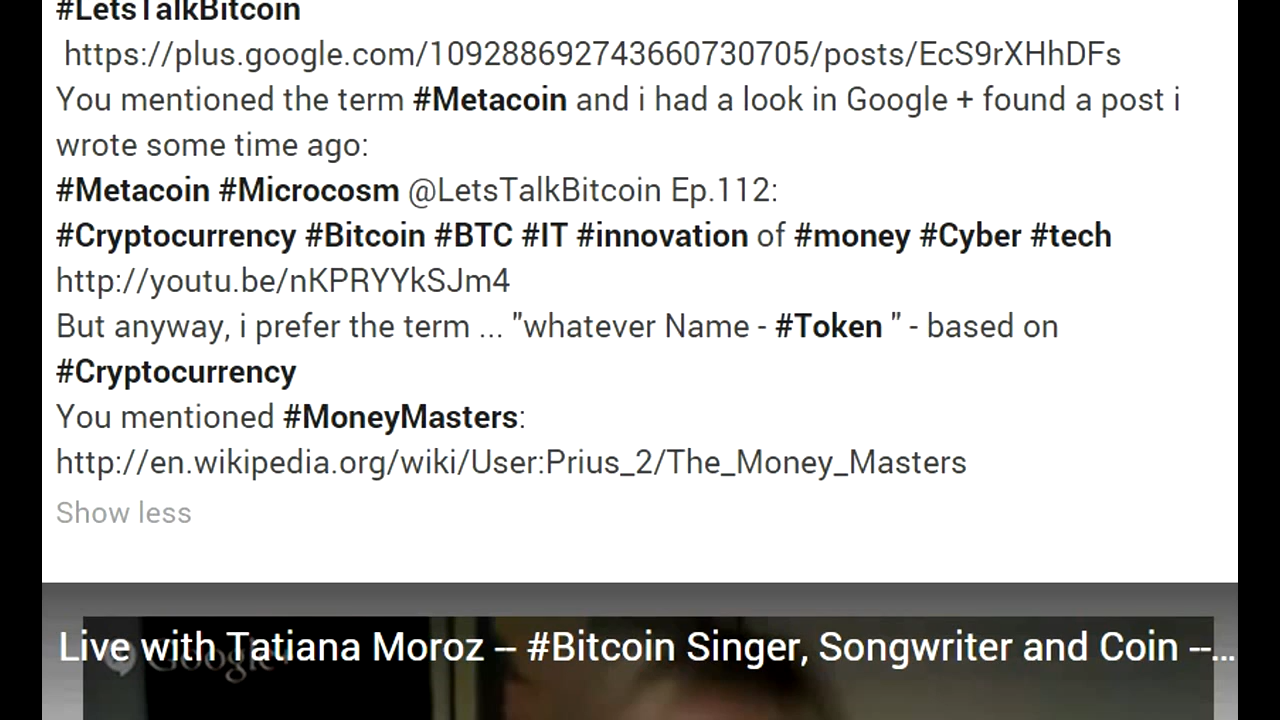 #LetsTalkBitcoin
https://plus.google.com/109288692743660730705/posts/EcS9rXHhDFs
You mentioned the term #Metacoin and i had a look in Google + found a post i
wrote some time ago:
#Metacoin #Microcosm @LetsTalkBitcoin Ep.112:
#Cryptocurrency #Bitcoin #BTC #IT #innovation of #money #Cyber #tech
http://youtu.be/nKPRYYkSJm4
But anyway, i prefer the term ... "whatever Name - #Token " - based on
#Cryptocurrency
You mentioned #MoneyMasters:
http://en.wikipedia.org/wiki/User:Prius_2/The_Money_Masters
Show less
Live with Tatiana Moroz -- #Bitcoin Singer, Songwriter and Coin --...
Google+